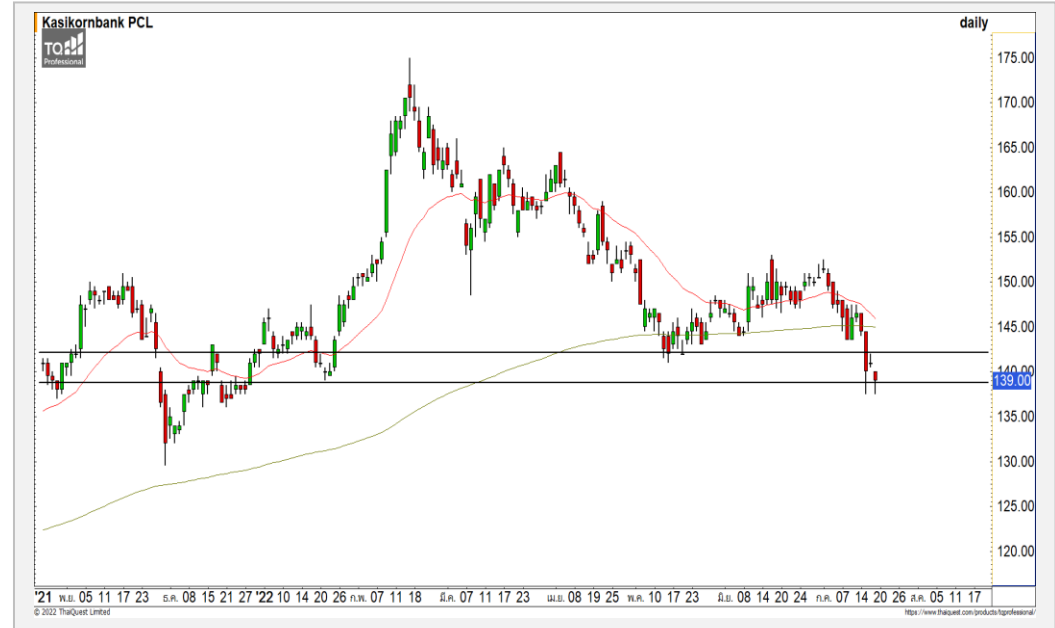 Kasikornbank PCL
daily
TQ
Professional
175.00
170.00
165.00
160.00
155.00
150.00
145.00
140.00
139.00
135.00
130.00
125.00
120.00
'21 พ.ย. 05 11 17 23 ธ.ค. 08 15 21 27 '22 10 14 20 26 ก.พ. 07 11 18 มี.ค. 07 11 17 23 เม.ย. 08 19 25 พ.ค. 10 17 23 มิ.ย. 08 14 20 24 ก.ค. 07 14 20 26 ส.ค. 05 11 17
© 2022 ThaiQuest Limited
https://www.thaiquest.com/products/tqprofessional/